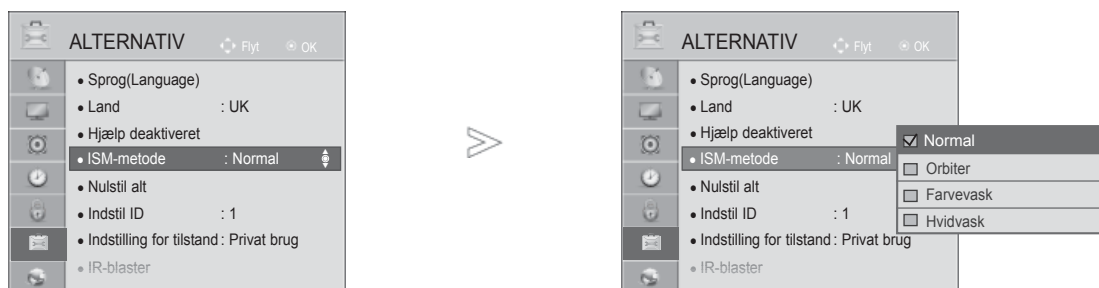 ALTERNATIV Flyt OK
• Sprog(Language)
• Land : UK
• Hjælp deaktiveret
• ISM-metode : Normal
• Nulstil alt
• Indstil ID : 1
• Indstilling for tilstand : Privat brug
• IR-blaster
ALTERNATIV Flyt OK
• Sprog(Language)
• Land : UK
• Hjælp deaktiveret
• ISM-metode : Normal
• Nulstil alt
• Indstil ID : 1
• Indstilling for tilstand : Privat brug
• IR-blaster
Normal
Orbiter
Farvevask
Hvidvask